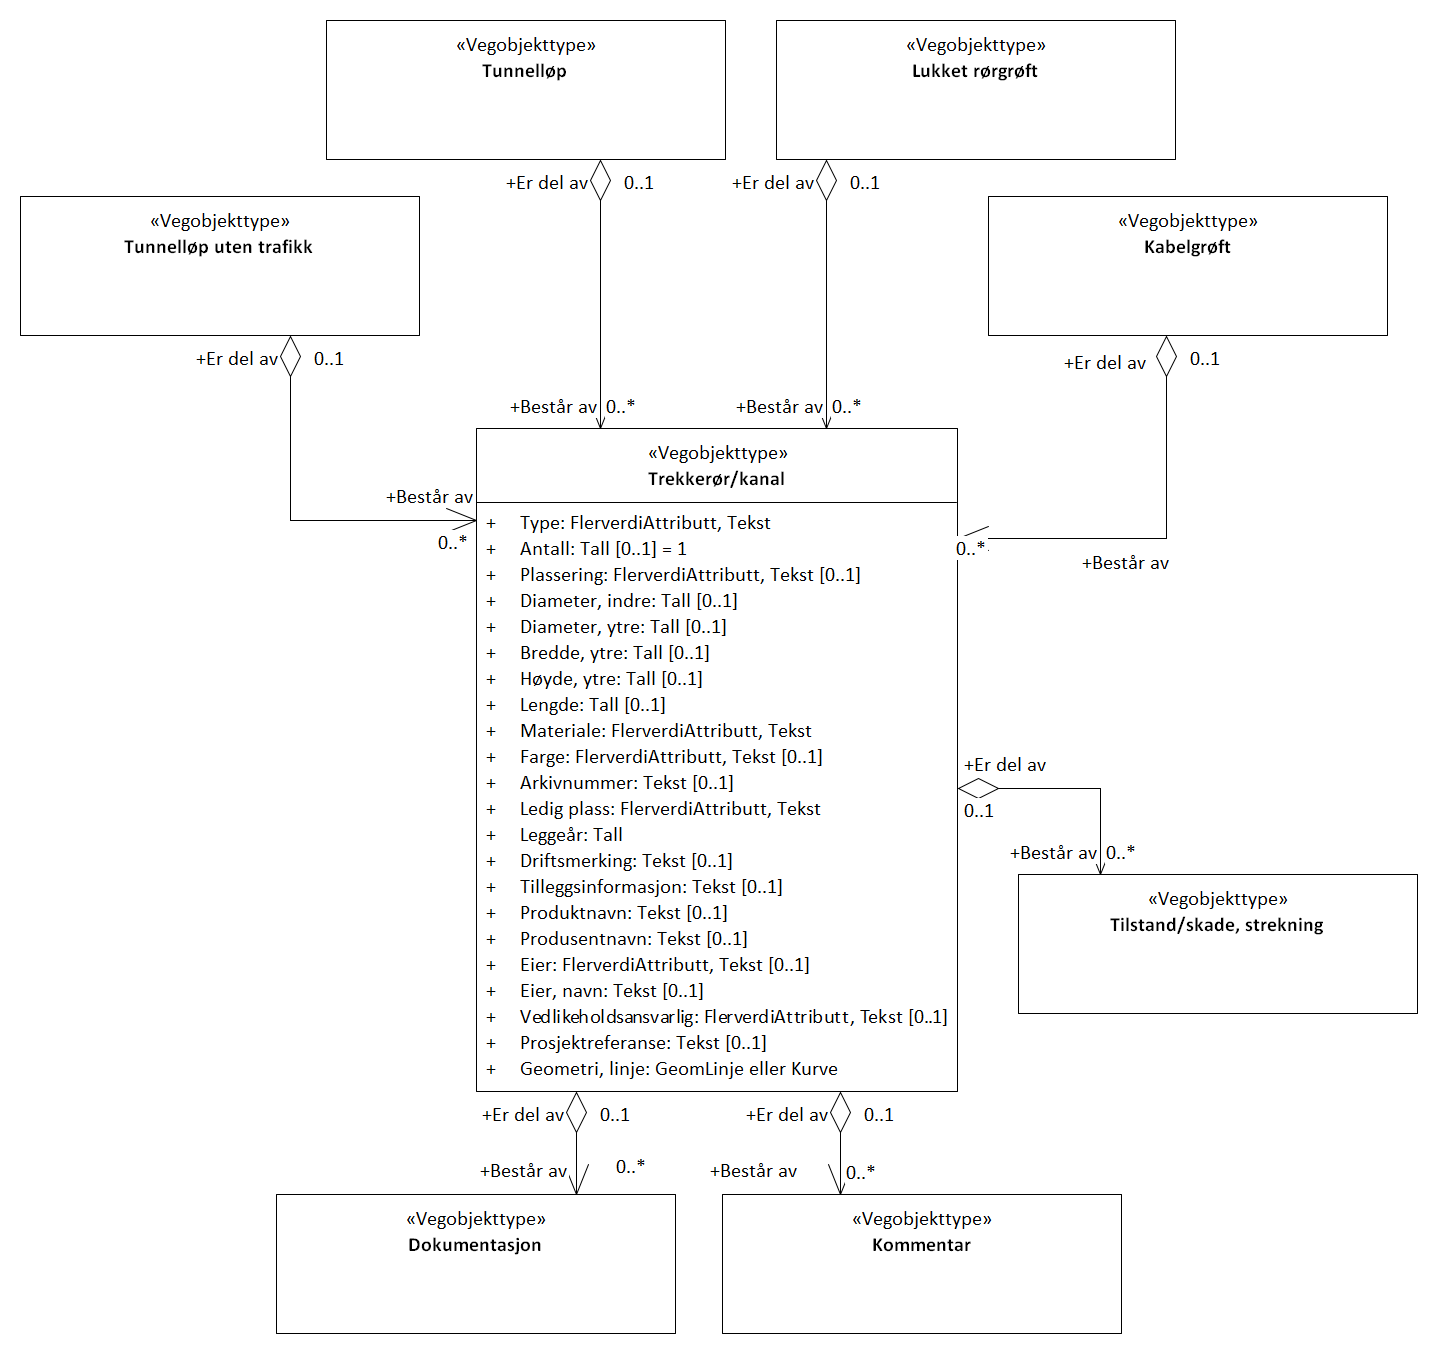 «Vegobjekttype»
Tunnelløp
«Vegobjekttype»
Lukket rørgrøft
+Er del av 0..1
+Er del av 0..1
«Vegobjekttype»
Tunnelløp uten trafikk
«Vegobjekttype»
Kabelgrøft
+Er del av 0..1
+Er del av 0..1
+Består av 0..*
+Består av 0..*
+Består av
0..*
0..*
+Består av
«Vegobjekttype»
Trekkerør/kanal
+ Type: FlerverdiAttributt, Tekst
+ Antall: Tall [0..1] = 1
+ Plassering: FlerverdiAttributt, Tekst [0..1]
+ Diameter, indre: Tall [0..1]
+ Diameter, ytre: Tall [0..1]
+ Bredde, ytre: Tall [0..1]
+ Høyde, ytre: Tall [0..1]
+ Lengde: Tall [0..1]
+ Materiale: FlerverdiAttributt, Tekst
+ Farge: FlerverdiAttributt, Tekst [0..1]
+ Arkivnummer: Tekst [0..1]
+ Ledig plass: FlerverdiAttributt, Tekst
+ Leggeår: Tall
+ Driftsmerking: Tekst [0..1]
+ Tilleggsinformasjon: Tekst [0..1]
+ Produktnavn: Tekst [0..1]
+ Produsentnavn: Tekst [0..1]
+ Eier: FlerverdiAttributt, Tekst [0..1]
+ Eier, navn: Tekst [0..1]
+ Vedlikeholdsansvarlig: FlerverdiAttributt, Tekst [0..1]
+ Prosjektreferanse: Tekst [0..1]
+ Geometri, linje: GeomLinje eller Kurve
+Er del av
0..1
+Består av 0..*
«Vegobjekttype»
Tilstand/skade, strekning
+Er del av 0..1
+Er del av 0..1
+Består av 0..*
+Består av 0..*
«Vegobjekttype»
Dokumentasjon
«Vegobjekttype»
Kommentar